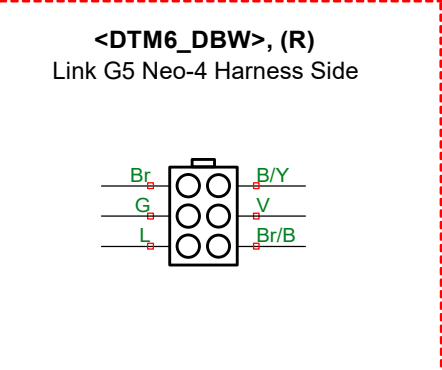 <DTM6_DBW>, (R)
Link G5 Neo-4 Harness Side
Br B/Y
G V
L Br/B